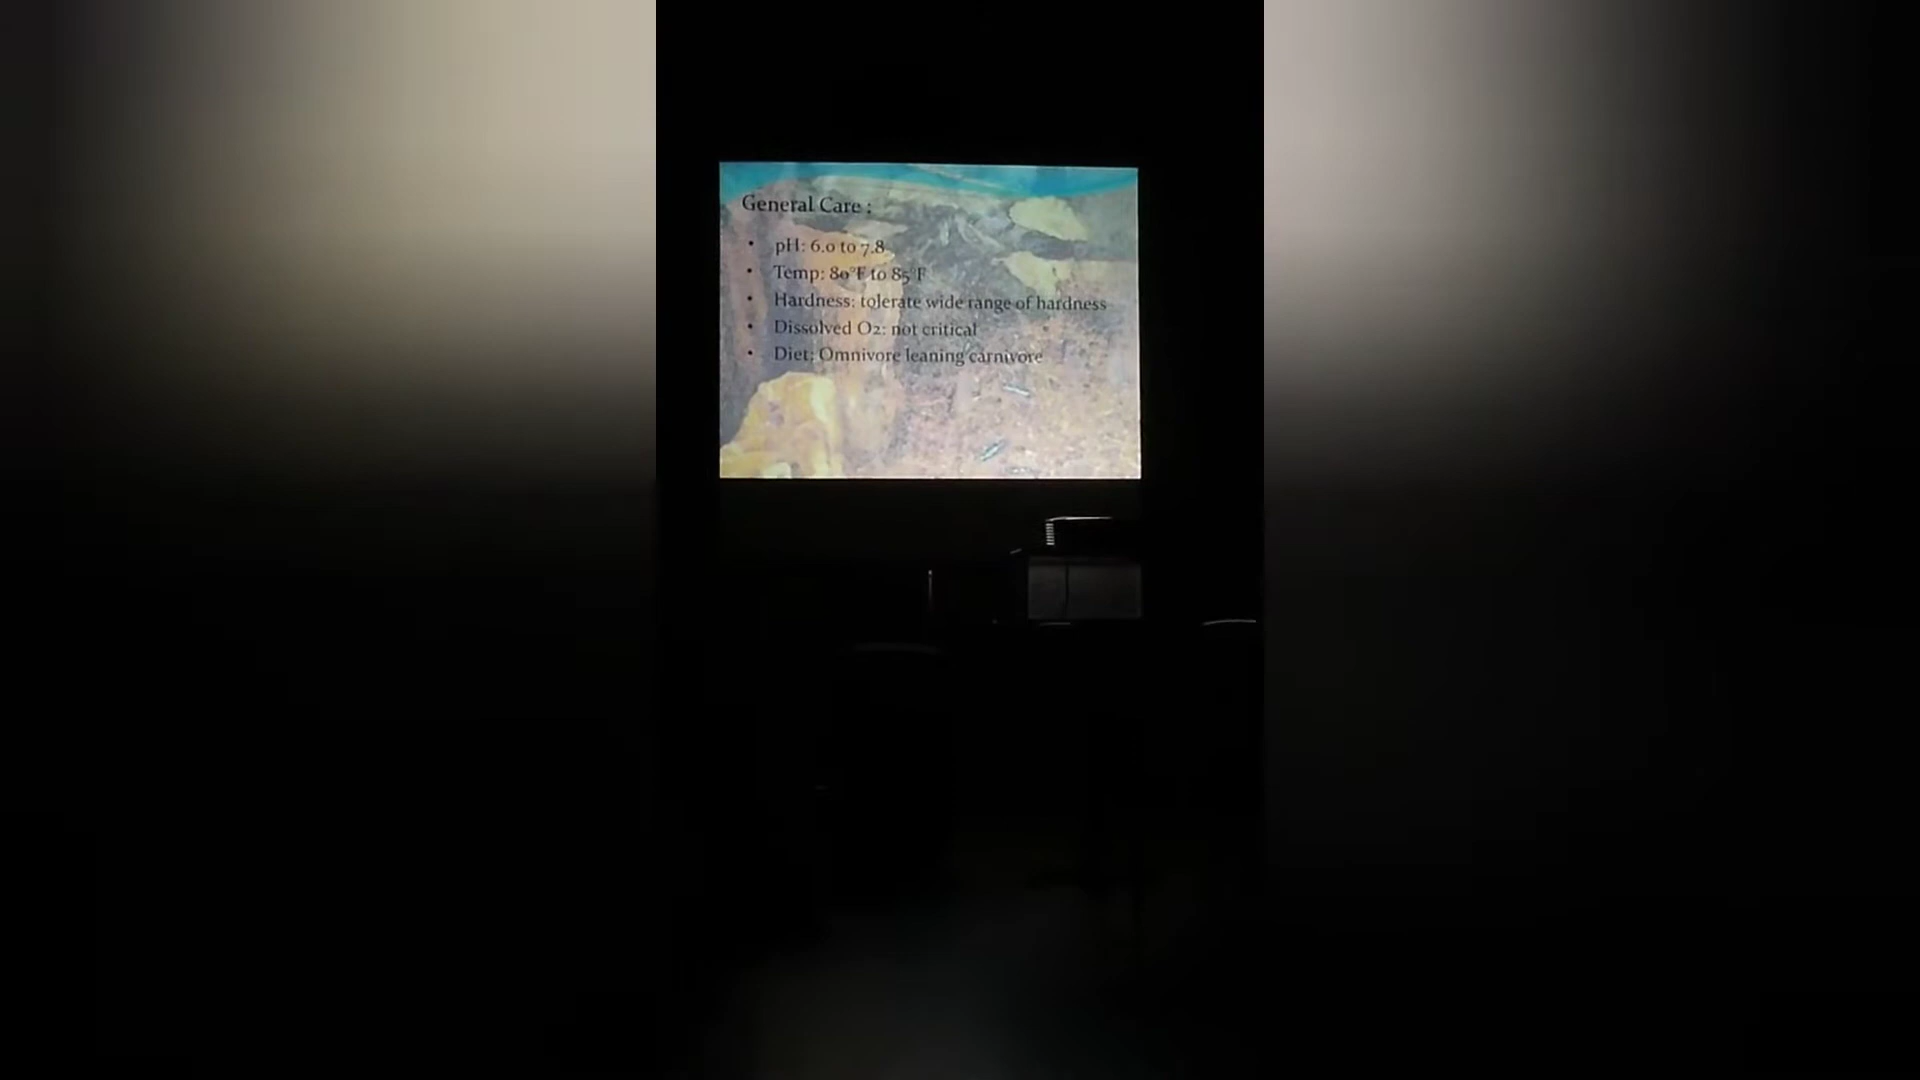 General Care :
• pH: 6.0 to 7.8
• Temp: 80°F to 85°F
• Hardness: tolerate wide range of hardness
• Dissolved O2: not critical
• Diet: Omnivore leaning carnivore